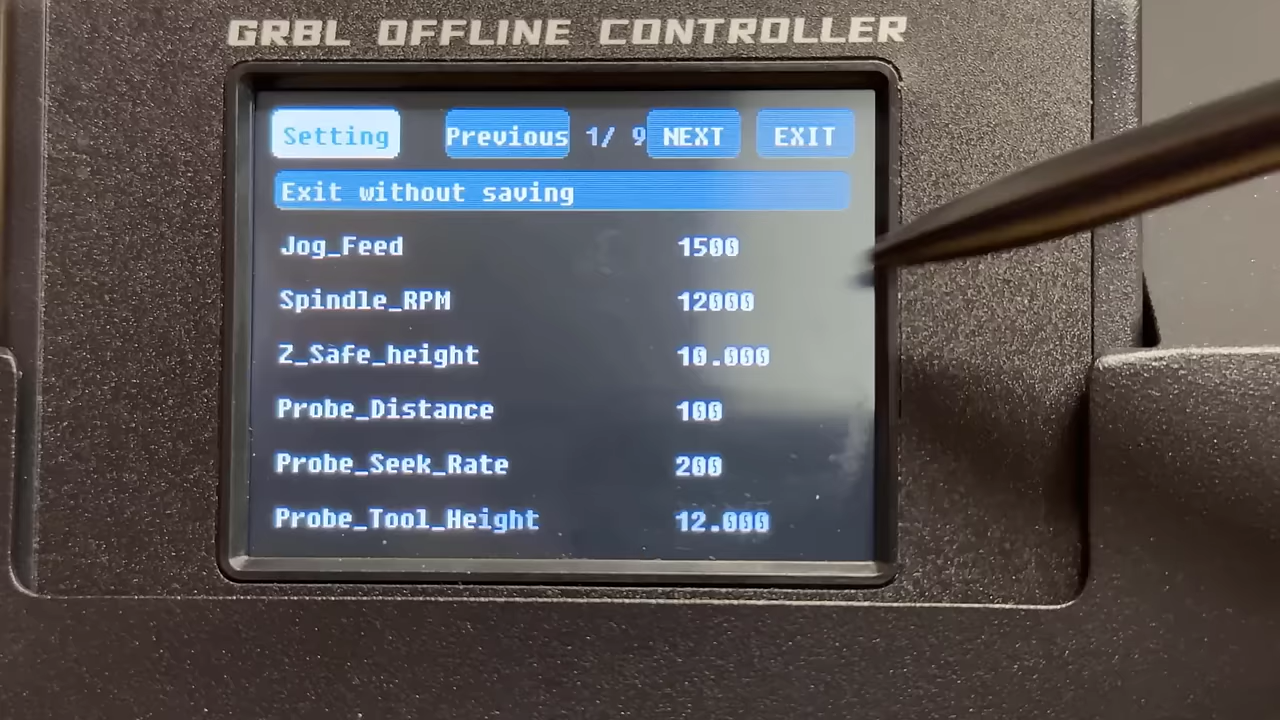 GRBL OFFLINE CONTROLLER
Setting Previous 1/ 9 NEXT EXIT
Exit without saving
Jog_Feed 1500
Spindle_RPM 12000
Z_Safe_height 10.000
Probe_Distance 100
Probe_Seek_Rate 200
Probe_Tool_Height 12.000